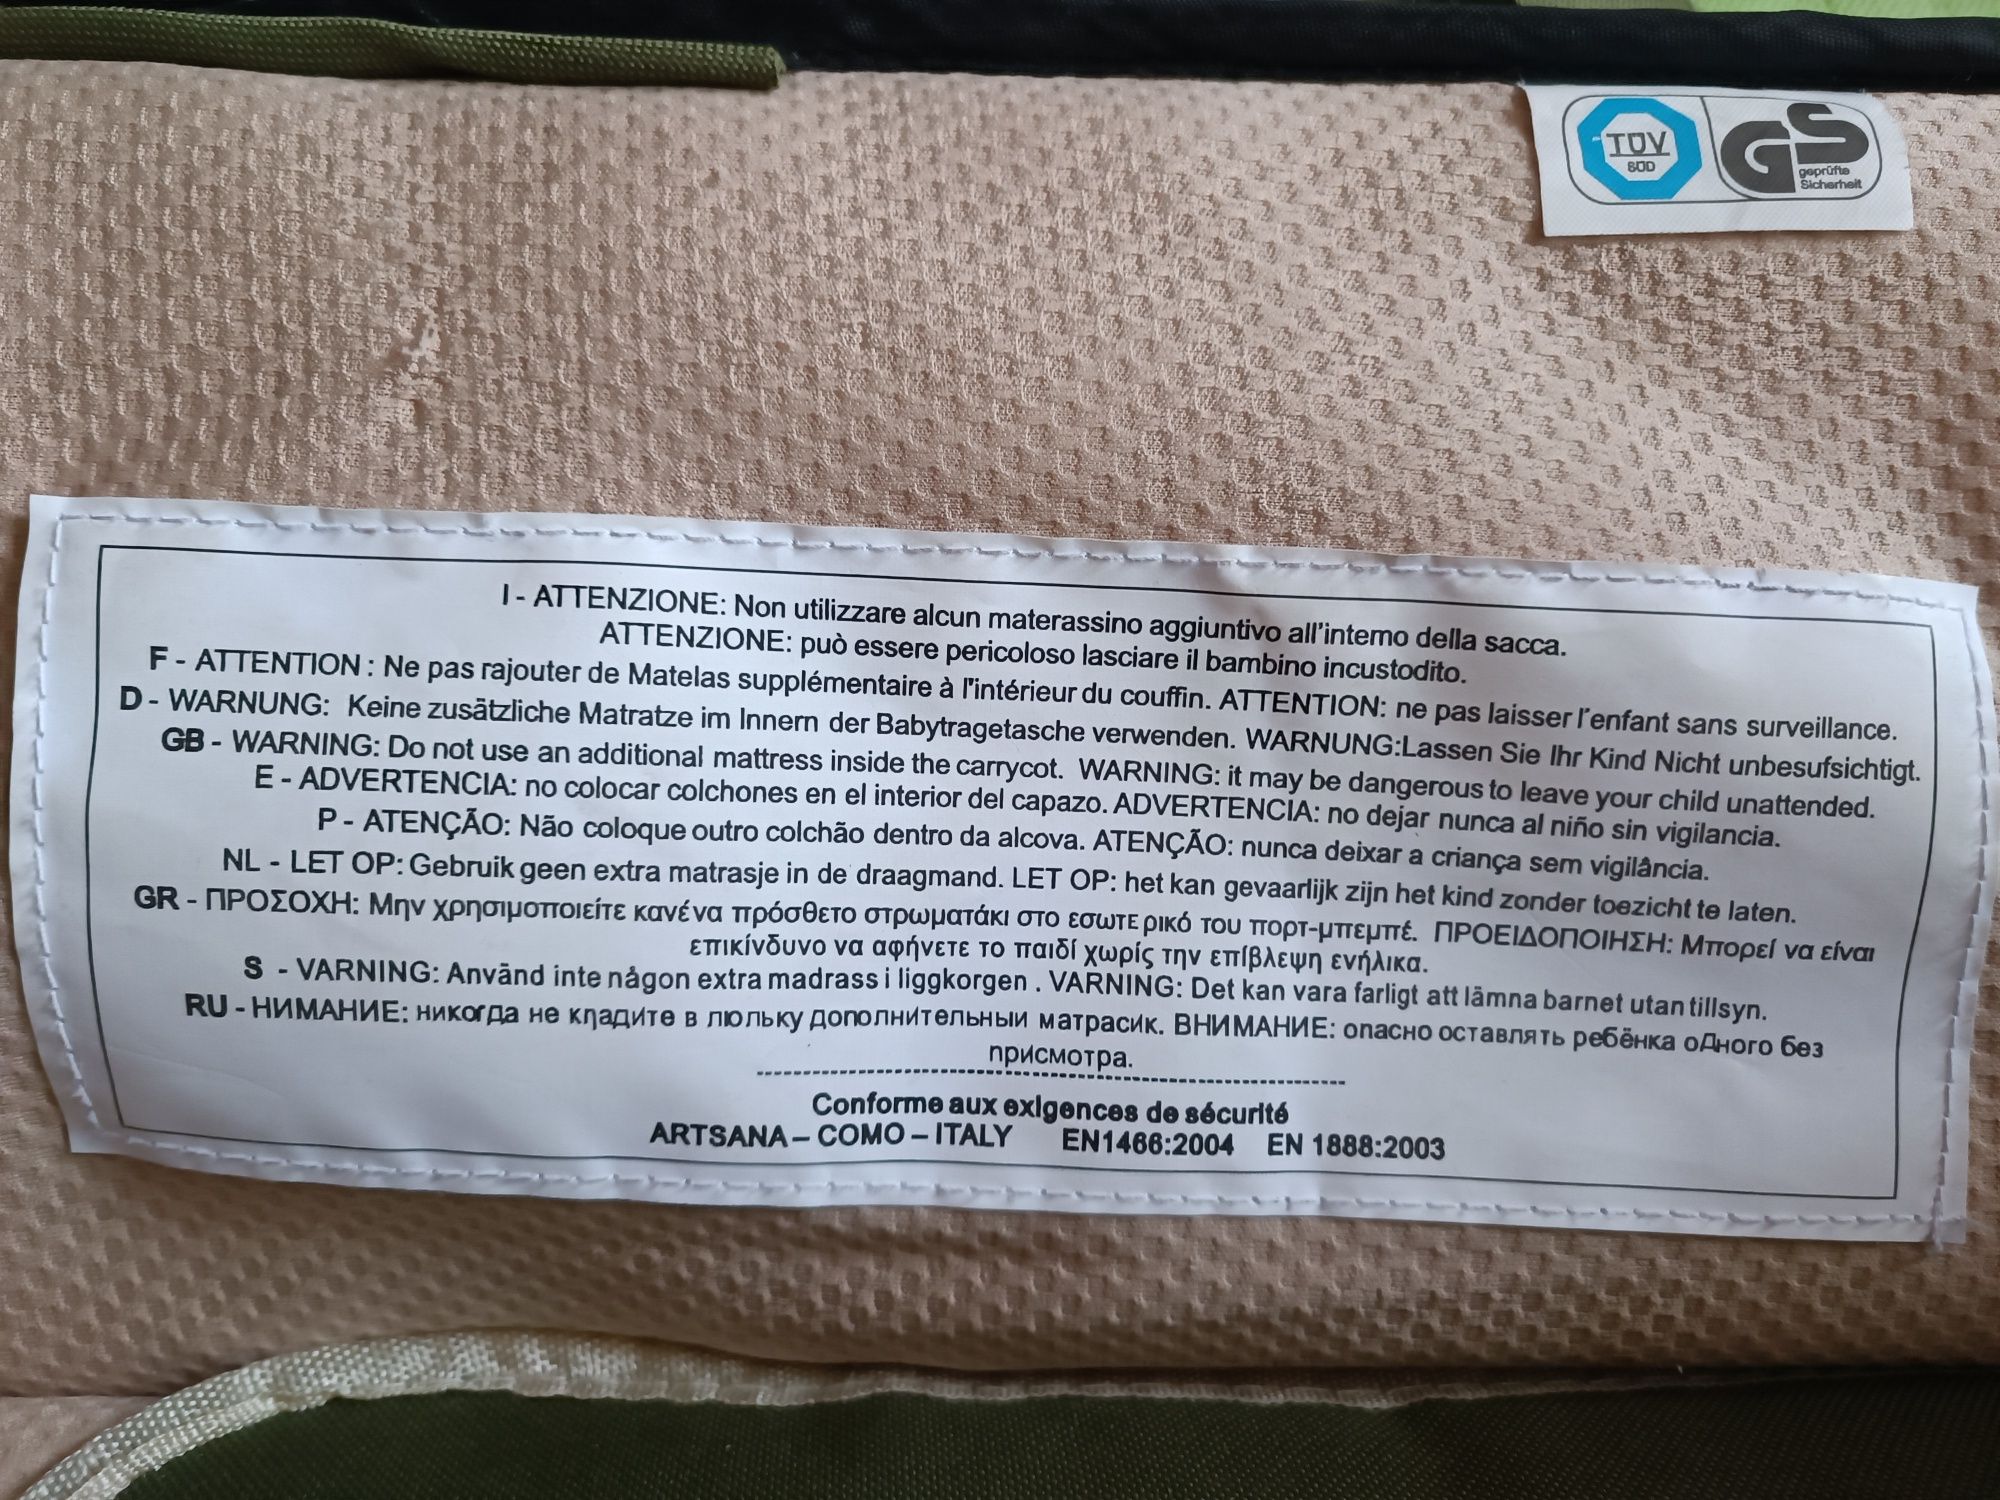 TÜV
SÜD
GS
geprüfte
Sicherheit
I - ATTENZIONE: Non utilizzare alcun materassino aggiuntivo all'interno della sacca.
ATTENZIONE: può essere pericoloso lasciare il bambino incustodito.
F - ATTENTION : Ne pas rajouter de Matelas supplémentaire à l'intérieur du couffin. ATTENTION: ne pas laisser l'enfant sans surveillance.
D - WARNUNG: Keine zusätzliche Matratze im Innern der Babytragetasche verwenden. WARNUNG:Lassen Sie Ihr Kind Nicht unbesufsichtigt.
GB - WARNING: Do not use an additional mattress inside the carrycot. WARNING: it may be dangerous to leave your child unattended.
E - ADVERTENCIA: no colocar colchones en el interior del capazo. ADVERTENCIA: no dejar nunca al niño sin vigilancia.
P - ATENÇÃO: Não coloque outro colchão dentro da alcova. ATENÇÃO: nunca deixar a criança sem vigilância.
NL - LET OP: Gebruik geen extra matrasje in de draagmand. LET OP: het kan gevaarlijk zijn het kind zonder toezicht te laten.
GR - ΠΡΟΣΟΧΗ: Μην χρησιμοποιείτε κανένα πρόσθετο στρωματάκι στο εσωτερικό του πορτ-μπεμπέ. ΠΡΟΕΙΔΟΠΟΙΗΣΗ: Μπορεί να είναι
επικίνδυνο να αφήνετε το παιδί χωρίς την επίβλεψη ενήλικα.
S - VARNING: Använd inte någon extra madrass i liggkorgen . VARNING: Det kan vara farligt att lämna barnet utan tillsyn.
RU - НИМАНИЕ: никогда не кладите в люльку дополнительныи матрасик. ВНИМАНИЕ: опасно оставлять ребёнка оДного без
присмотра.
Conforme aux exigences de sécurité
ARTSANA – COMO – ITALY EN1466:2004 EN 1888:2003